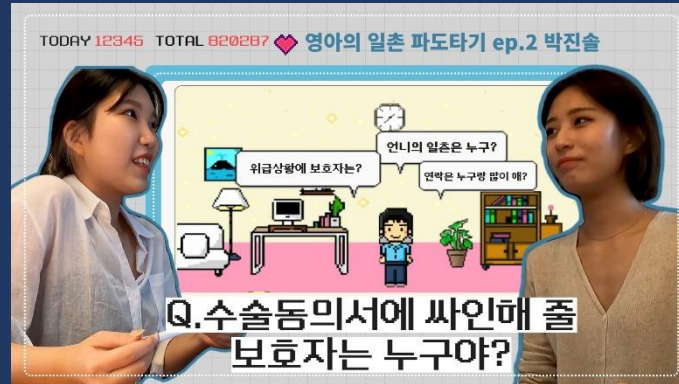 TODAY 12345 TOTAL 820287 영아의 일촌 파도타기 ep.2 박진솔
언니의 일촌은 누구?
위급상황에 보호자는?
연락은 누구랑 많이 해?
Q.수술동의서에 싸인해 줄
보호자는 누구야?